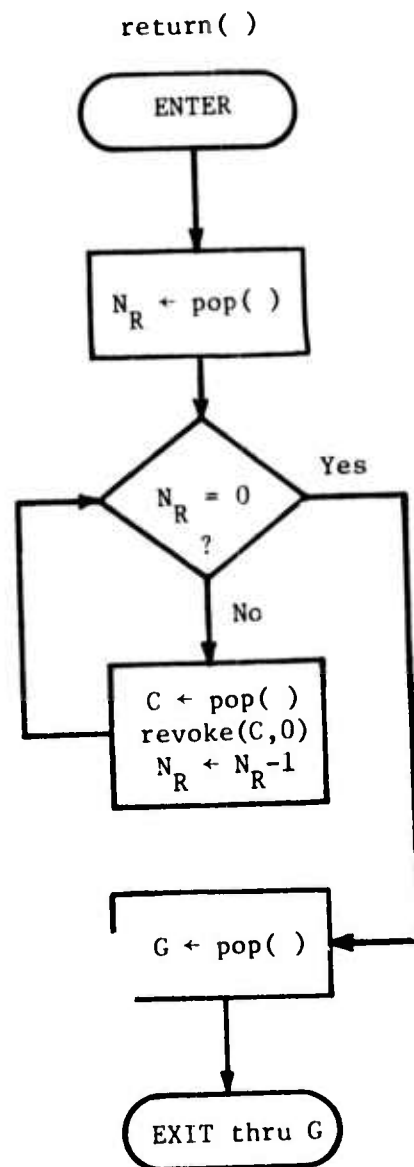 return( )
ENTER
N_R ← pop( )
N_R = 0
?
Yes
No
C ← pop( )
revoke(C,0)
N_R ← N_R-1
G ← pop( )
EXIT thru G